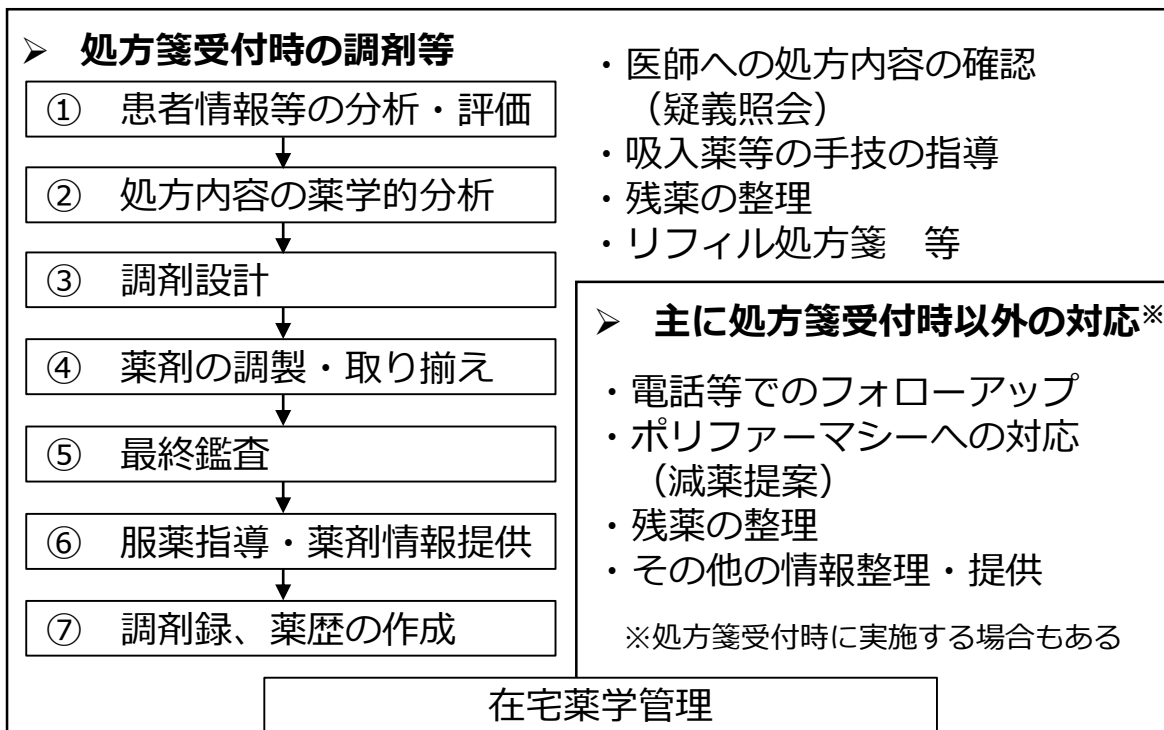 ➢ 処方箋受付時の調剤等
① 患者情報等の分析・評価
② 処方内容の薬学的分析
③ 調剤設計
④ 薬剤の調製・取り揃え
⑤ 最終鑑査
⑥ 服薬指導・薬剤情報提供
⑦ 調剤録、薬歴の作成
・医師への処方内容の確認
（疑義照会）
・吸入薬等の手技の指導
・残薬の整理
・リフィル処方箋　等
➢ 主に処方箋受付時以外の対応※
・電話等でのフォローアップ
・ポリファーマシーへの対応
（減薬提案）
・残薬の整理
・その他の情報整理・提供
※処方箋受付時に実施する場合もある
在宅薬学管理